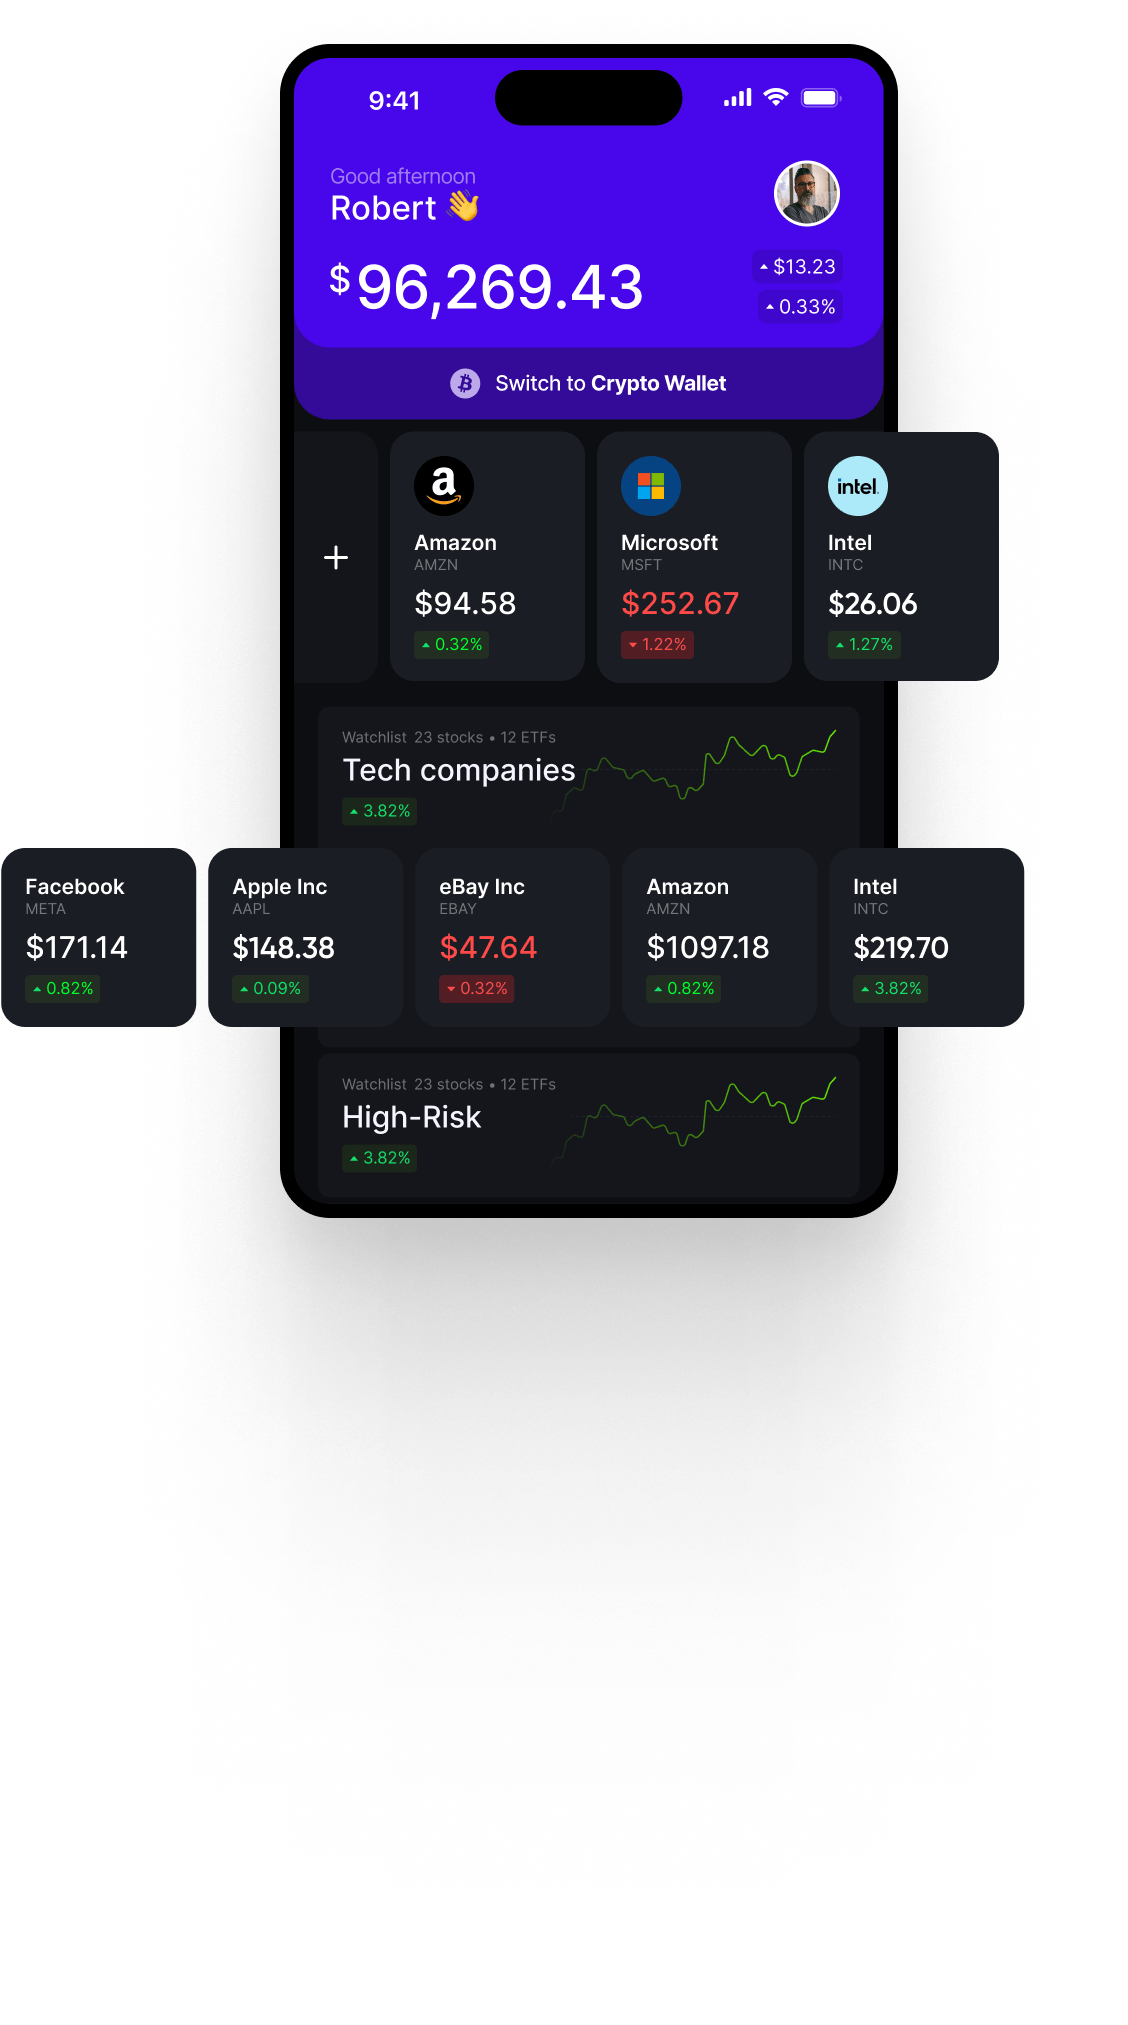 9:41
Good afternoon
Robert 👋
$96,269.43
$13.23
0.33%
Switch to Crypto Wallet
a
Amazon
AMZN
$94.58
0.32%
Microsoft
MSFT
$252.67
1.22%
intel.
Intel
INTC
$26.06
1.27%
Watchlist 23 stocks • 12 ETFs
Tech companies
3.82%
Facebook
META
$171.14
0.82%
Apple Inc
AAPL
$148.38
0.09%
eBay Inc
EBAY
$47.64
0.32%
Amazon
AMZN
$1097.18
0.82%
Intel
INTC
$219.70
3.82%
Watchlist 23 stocks • 12 ETFs
High-Risk
3.82%